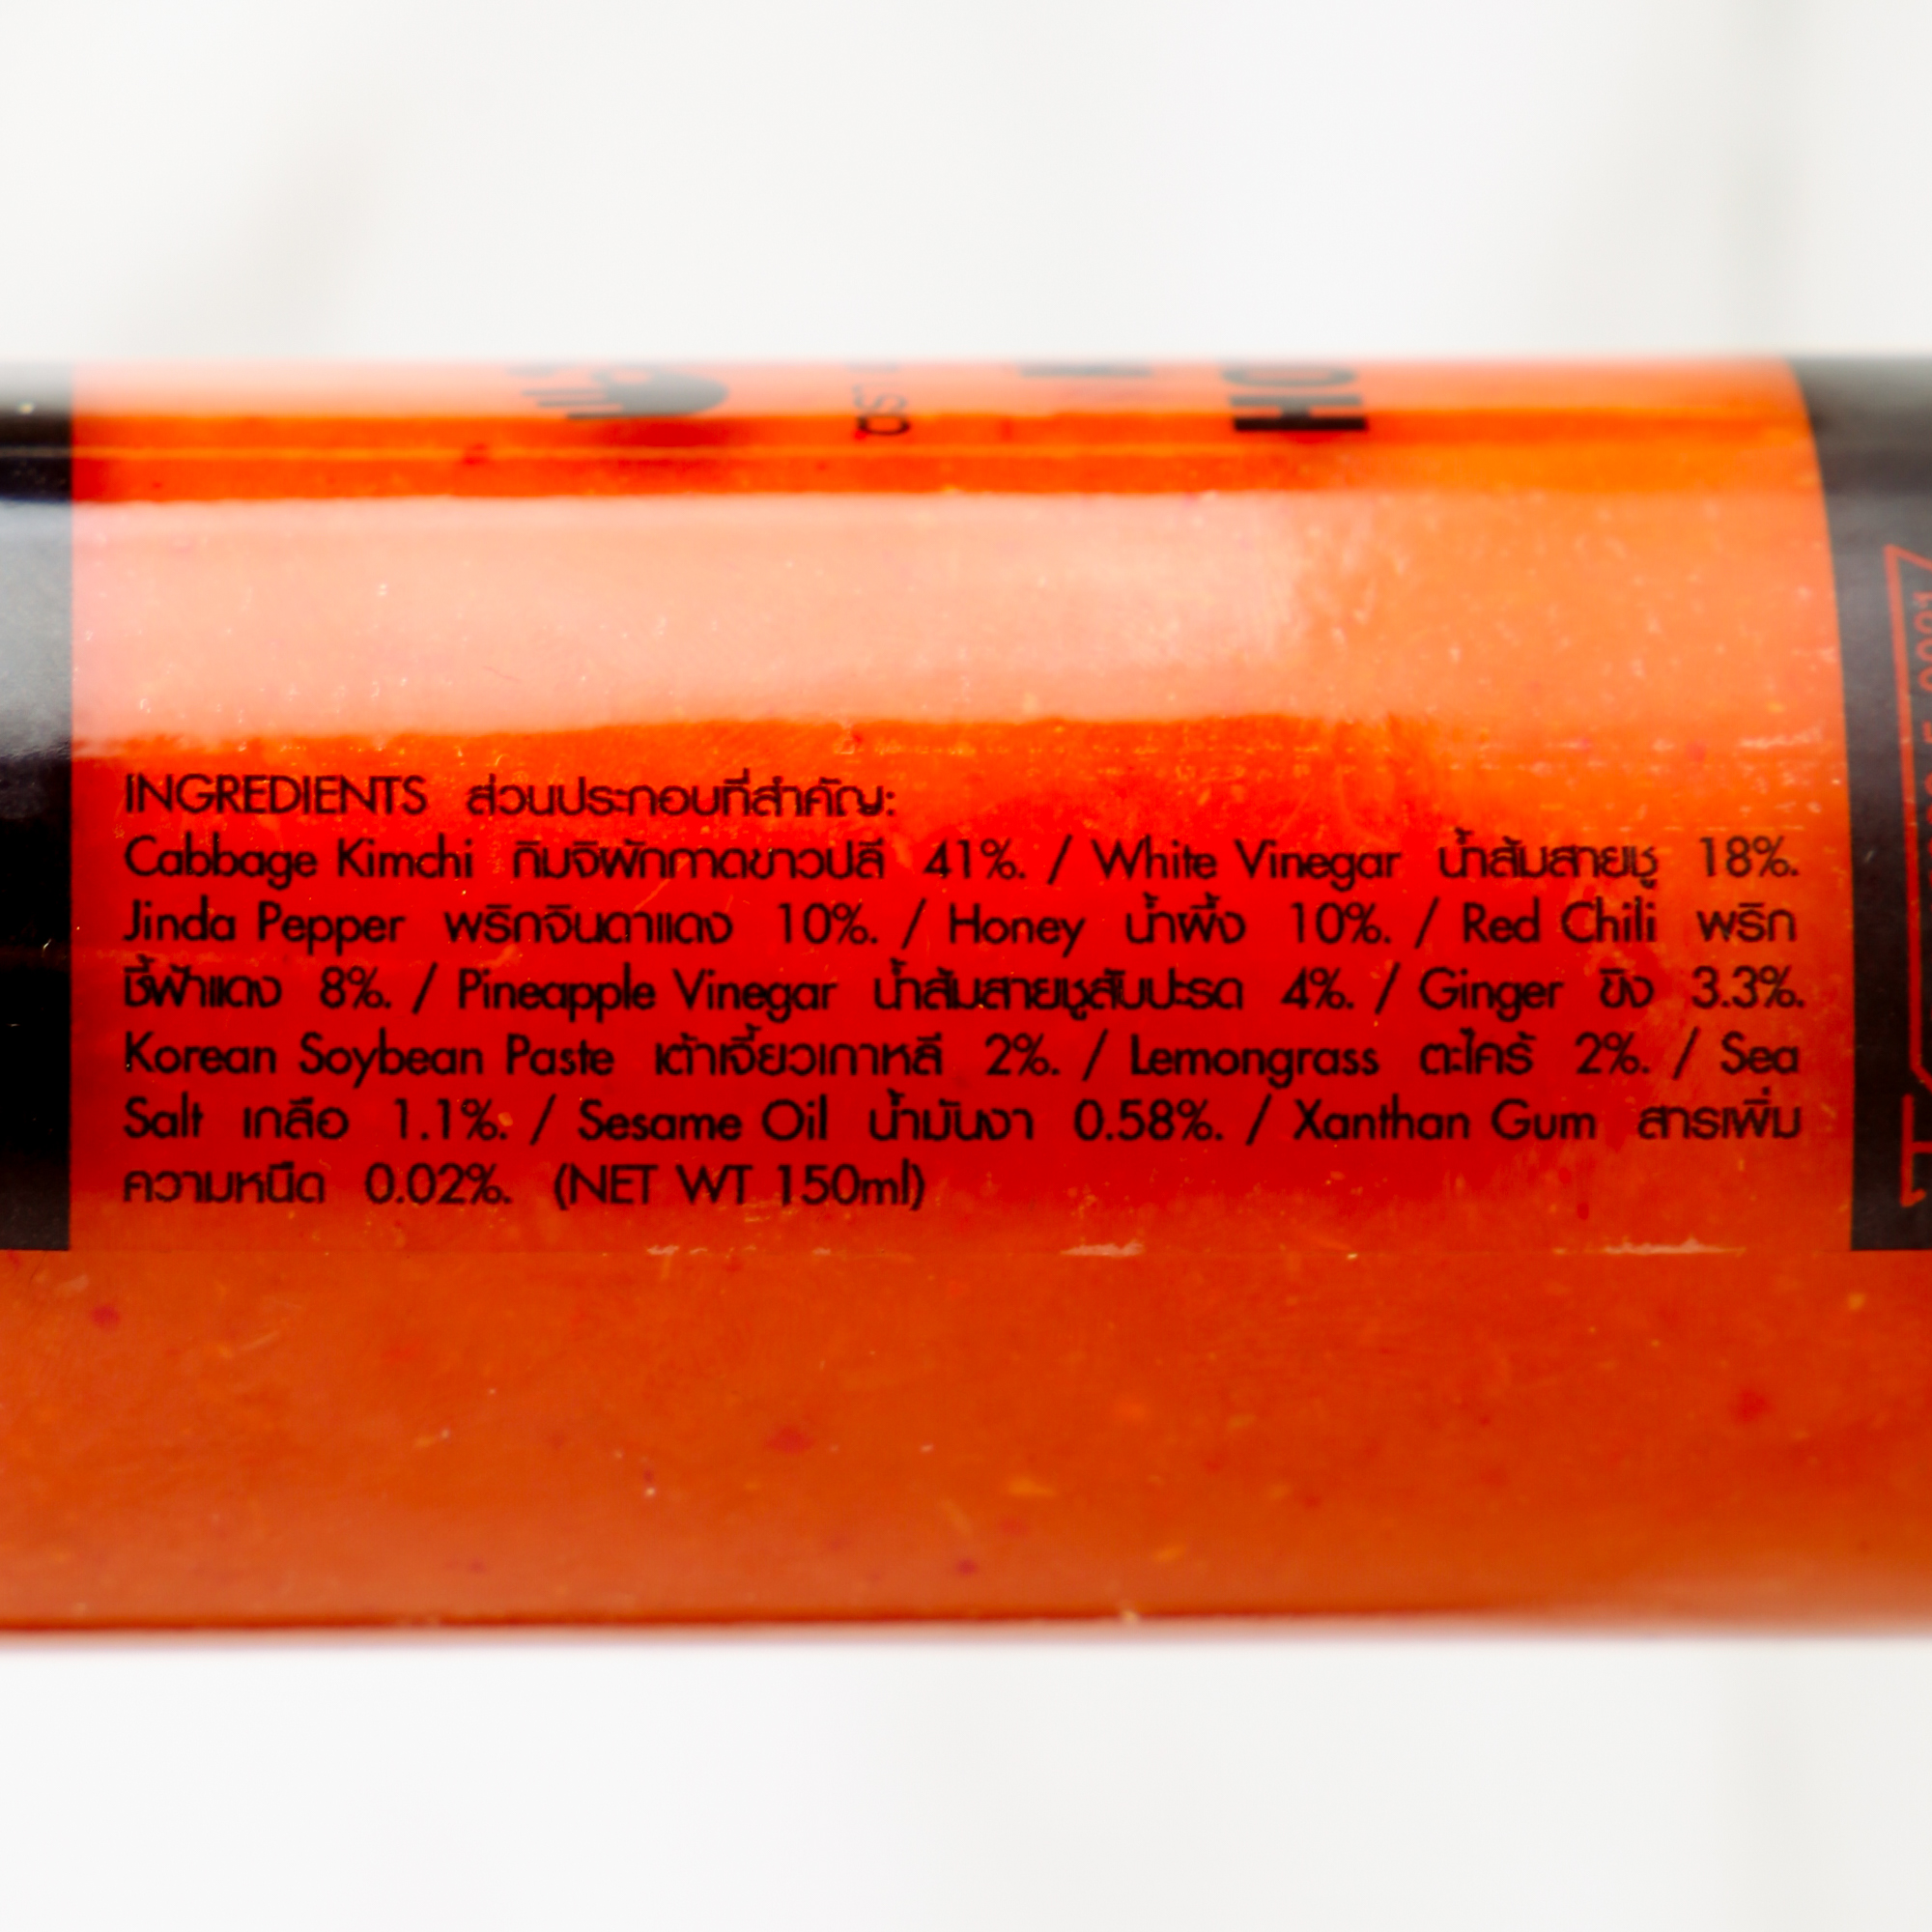 INGREDIENTS ส่วนประกอบที่สำคัญ:
Cabbage Kimchi กิมจิผักกาดขาวปลี 41%. / White Vinegar น้ำส้มสายชู 18%.
Jinda Pepper พริกจินดาแดง 10%. / Honey น้ำผึ้ง 10%. / Red Chili พริก
ชี้ฟ้าแดง 8%. / Pineapple Vinegar น้ำส้มสายชูสับปะรด 4%. / Ginger ขิง 3.3%.
Korean Soybean Paste เต้าเจี้ยวเกาหลี 2%. / Lemongrass ตะไคร้ 2%. / Sea
Salt เกลือ 1.1%. / Sesame Oil น้ำมันงา 0.58%. / Xanthan Gum สารเพิ่ม
ความหนืด 0.02%. (NET WT 150ml)